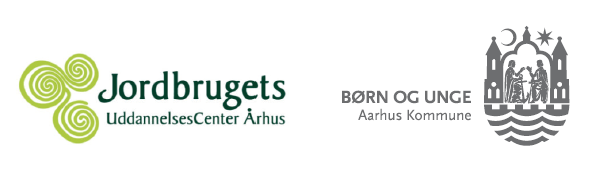 Jordbrugets
UddannelsesCenter Århus
BØRN OG UNGE
Aarhus Kommune